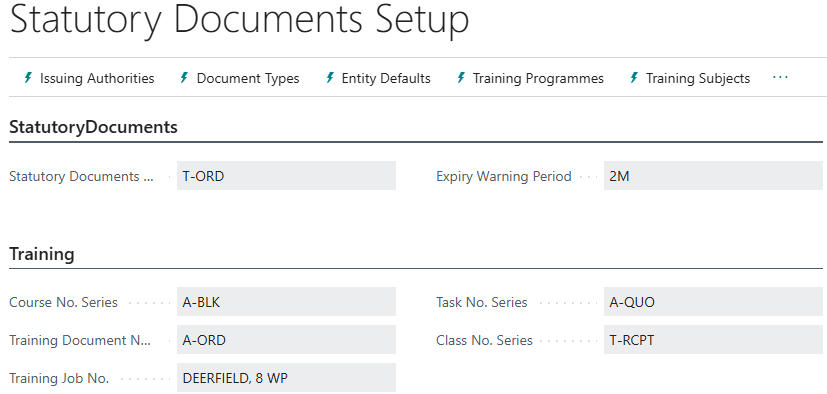 Statutory Documents Setup
Issuing Authorities Document Types Entity Defaults Training Programmes Training Subjects ...
StatutoryDocuments
Statutory Documents ... T-ORD Expiry Warning Period 2M
Training
Course No. Series A-BLK Task No. Series A-QUO
Training Document N... A-ORD Class No. Series T-RCPT
Training Job No. DEERFIELD, 8 WP